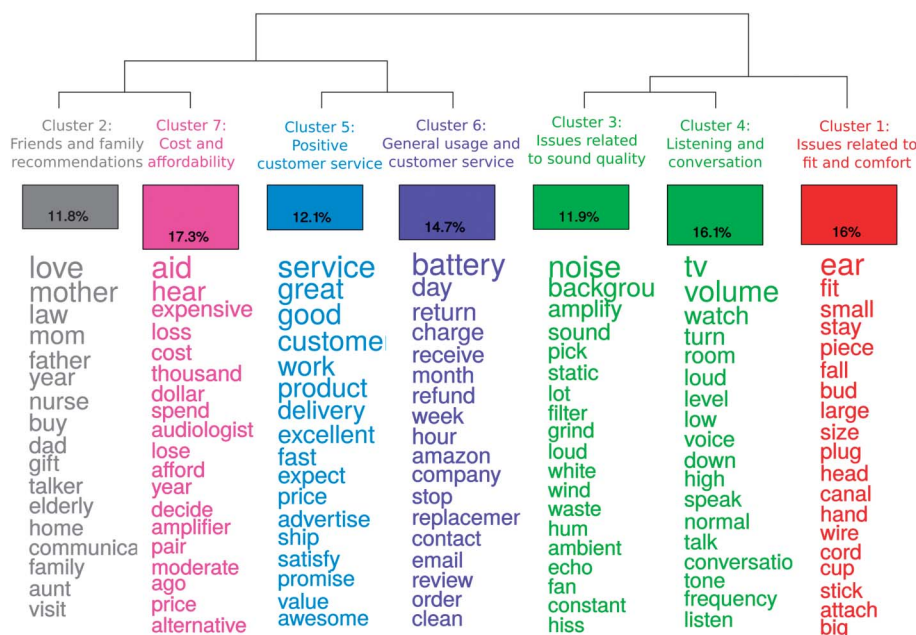 Cluster 2:
Friends and family
recommendations
11.8%
love
mother
law
mom
father
year
nurse
buy
dad
gift
talker
elderly
home
communica
family
aunt
visit
Cluster 7:
Cost and
affordability
17.3%
aid
hear
expensive
loss
cost
thousand
dollar
spend
audiologist
lose
afford
year
decide
amplifier
pair
moderate
ago
price
alternative
Cluster 5:
Positive
customer service
12.1%
service
great
good
custome
work
product
delivery
excellent
fast
expect
price
advertise
ship
satisfy
promise
value
awesome
Cluster 6:
General usage and
customer service
14.7%
battery
day
return
charge
receive
month
refund
week
hour
amazon
company
stop
replacemer
contact
email
review
order
clean
Cluster 3:
Issues related
to sound quality
11.9%
noise
backgrou
amplify
sound
pick
static
lot
filter
grind
loud
white
wind
waste
hum
ambient
echo
fan
constant
hiss
Cluster 4:
Listening and
conversation
16.1%
tv
volume
watch
turn
room
loud
level
low
voice
down
high
speak
normal
talk
conversatio
tone
frequency
listen
Cluster 1:
Issues related to
fit and comfort
16%
ear
fit
small
stay
piece
fall
bud
large
size
plug
head
canal
hand
wire
cord
cup
stick
attach
big